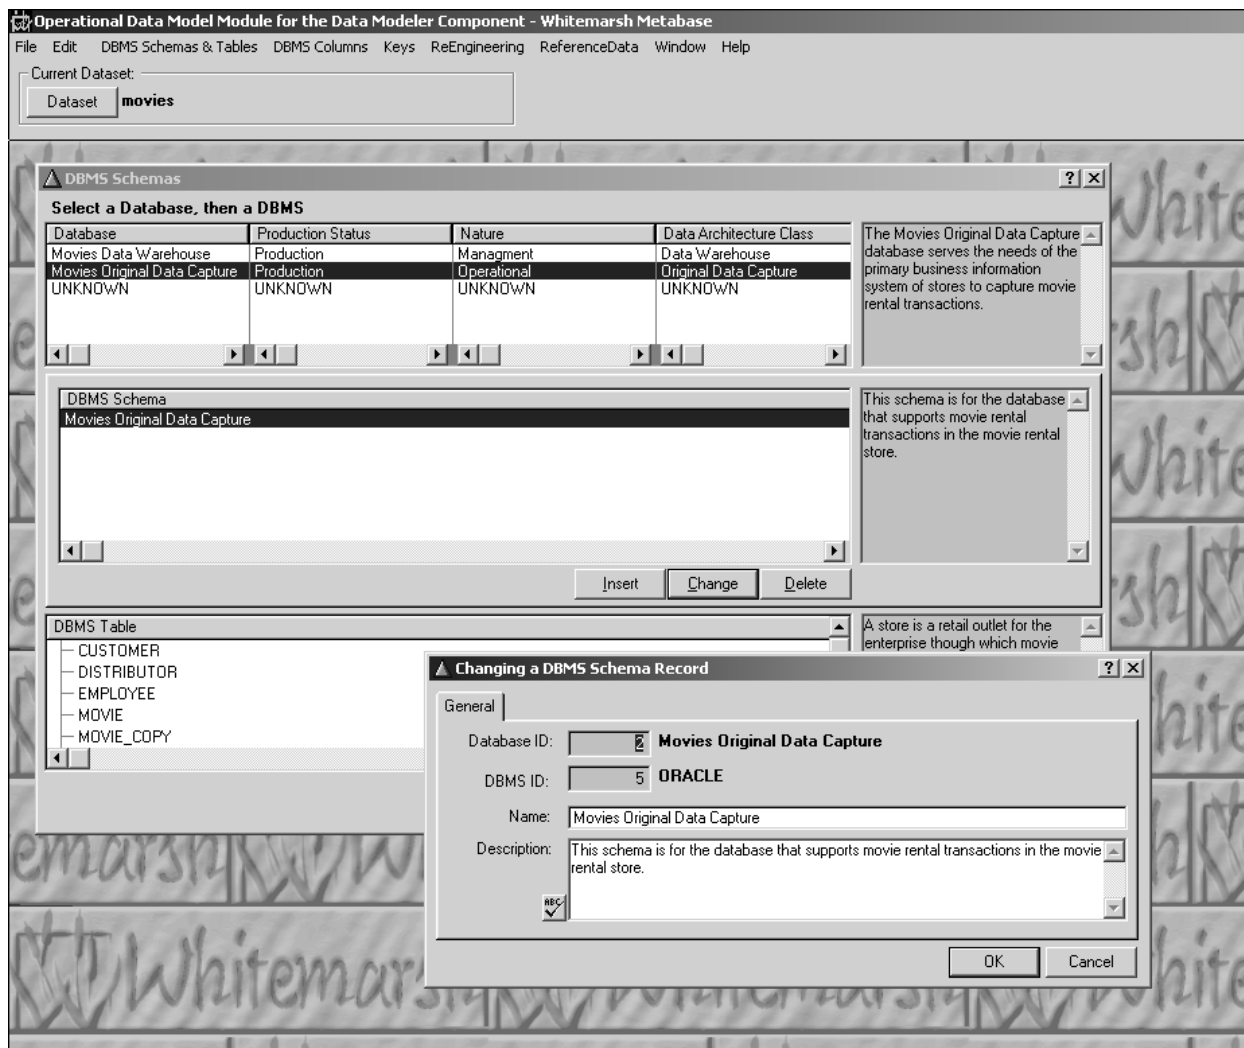 Operational Data Model Module for the Data Modeler Component - Whitemarsh Metabase
File Edit DBMS Schemas & Tables DBMS Columns Keys ReEngineering ReferenceData Window Help
Current Dataset:
Dataset movies
DBMS Schemas
Select a Database, then a DBMS
Database Production Status Nature Data Architecture Class
Movies Data Warehouse Production Managment Data Warehouse
Movies Original Data Capture Production Operational Original Data Capture
UNKNOWN UNKNOWN UNKNOWN UNKNOWN
The Movies Original Data Capture
database serves the needs of the
primary business information
system of stores to capture movie
rental transactions.
DBMS Schema
Movies Original Data Capture
This schema is for the database
that supports movie rental
transactions in the movie rental
store.
Insert Change Delete
DBMS Table
CUSTOMER
DISTRIBUTOR
EMPLOYEE
MOVIE
MOVIE_COPY
A store is a retail outlet for the
enterprise though which movie
Changing a DBMS Schema Record
General
Database ID: 2 Movies Original Data Capture
DBMS ID: 5 ORACLE
Name: Movies Original Data Capture
Description: This schema is for the database that supports movie rental transactions in the movie
rental store.
ABC
OK Cancel
Whitemarsh